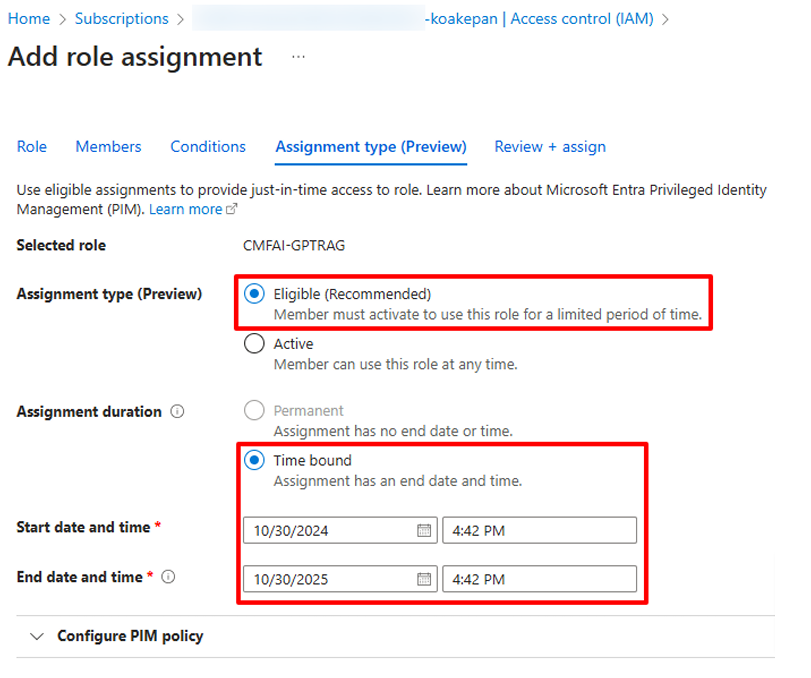 Home > Subscriptions > -koakepan | Access control (IAM) >
Add role assignment ...
Role Members Conditions Assignment type (Preview) Review + assign
Use eligible assignments to provide just-in-time access to role. Learn more about Microsoft Entra Privileged Identity
Management (PIM). Learn more
Selected role CMFAI-GPTRAG
Assignment type (Preview) Eligible (Recommended)
Member must activate to use this role for a limited period of time.
Active
Member can use this role at any time.
Assignment duration Permanent
Assignment has no end date or time.
Time bound
Assignment has an end date and time.
Start date and time * 10/30/2024 4:42 PM
End date and time * 10/30/2025 4:42 PM
Configure PIM policy